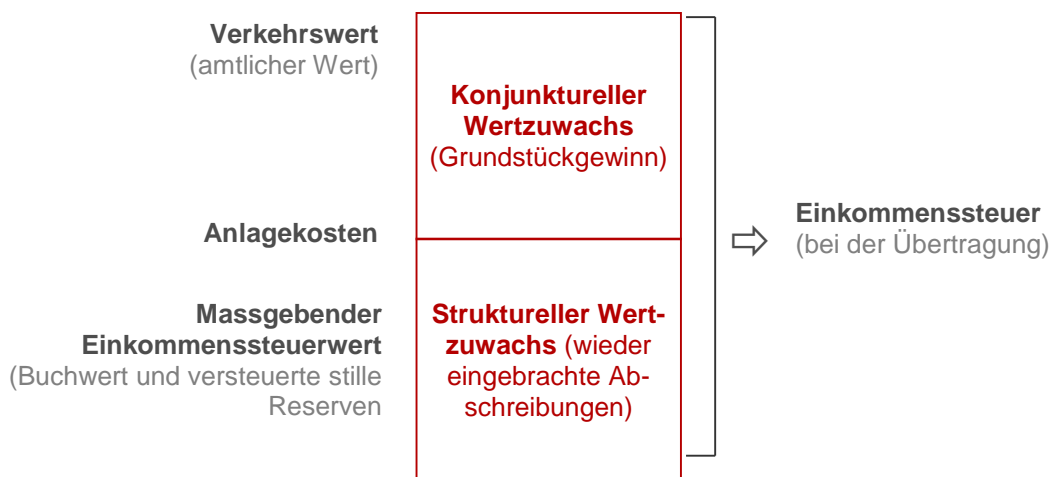 Verkehrswert
(amtlicher Wert)
Konjunktureller
Wertzuwachs
(Grundstückgewinn)
Anlagekosten
Einkommenssteuer
(bei der Übertragung)
Massgebender
Einkommenssteuerwert
(Buchwert und versteuerte stille
Reserven
Struktureller Wert-
zuwachs (wieder
eingebrachte Ab-
schreibungen)